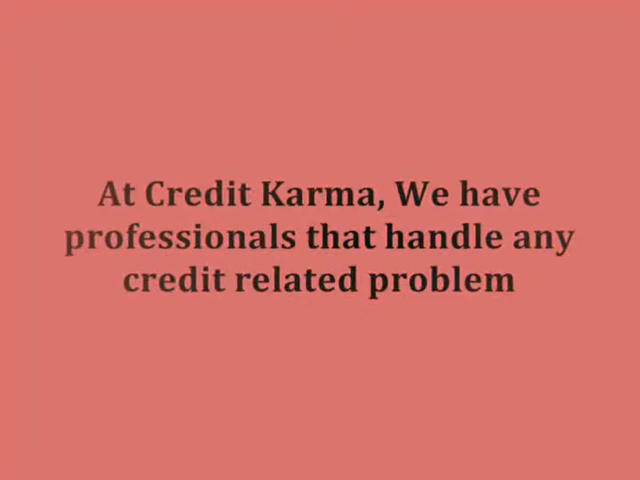 At Credit Karma, We have
professionals that handle any
credit related problem